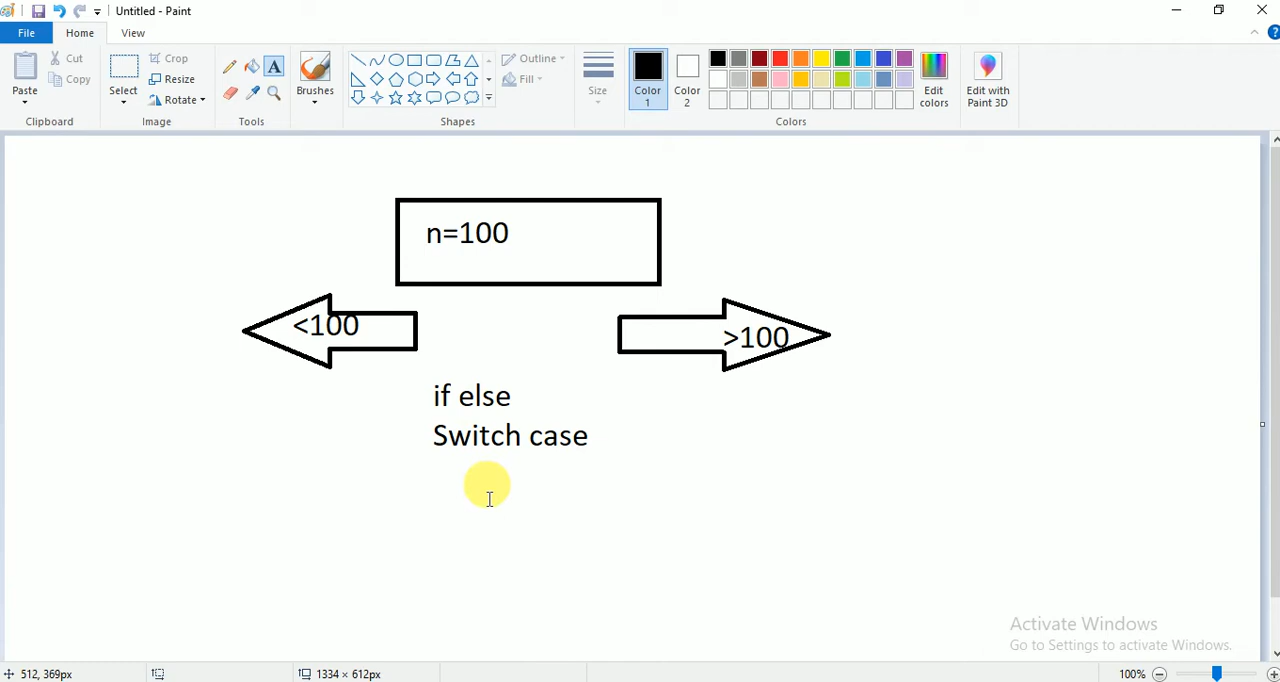 Untitled - Paint
File
Home
View
Paste
Cut
Copy
Clipboard
Select
Crop
Resize
Rotate
Image
A
Tools
Brushes
Shapes
Outline
Fill
Size
Color 1
Color 2
Edit colors
Colors
Edit with Paint 3D
n=100
<100
>100
if else
Switch case
Activate Windows
Go to Settings to activate Windows.
512, 369px
1334 × 612px
100%